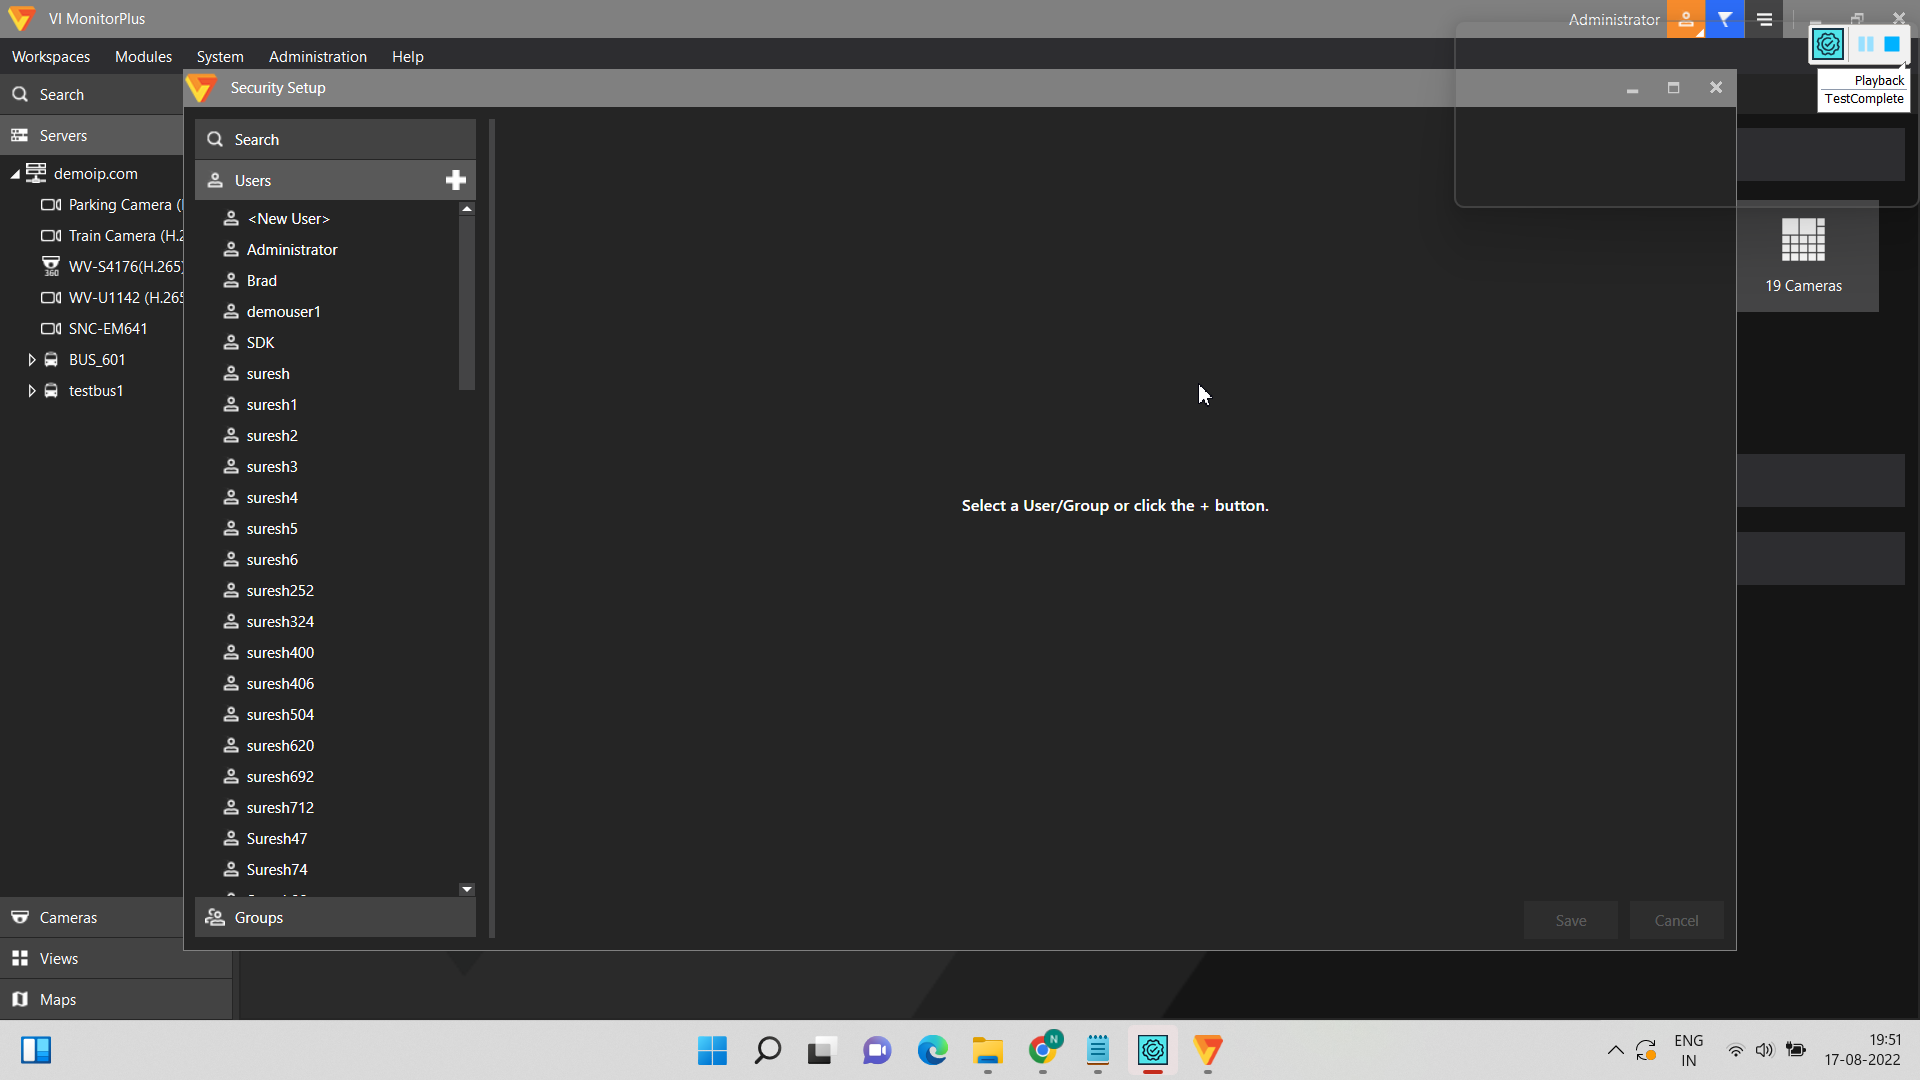 VI MonitorPlus
Administrator
Workspaces Modules System Administration Help
Playback
TestComplete
Search
Servers
demoip.com
Parking Camera (
Train Camera (H.2
WV-S4176(H.265)
WV-U1142 (H.265
SNC-EM641
BUS_601
testbus1
Cameras
Views
Maps
Security Setup
Search
Users
<New User>
Administrator
Brad
demouser1
SDK
suresh
suresh1
suresh2
suresh3
suresh4
suresh5
suresh6
suresh252
suresh324
suresh400
suresh406
suresh504
suresh620
suresh692
suresh712
Suresh47
Suresh74
Groups
Select a User/Group or click the + button.
Save Cancel
19 Cameras
360
N
ENG
IN
19:51
17-08-2022